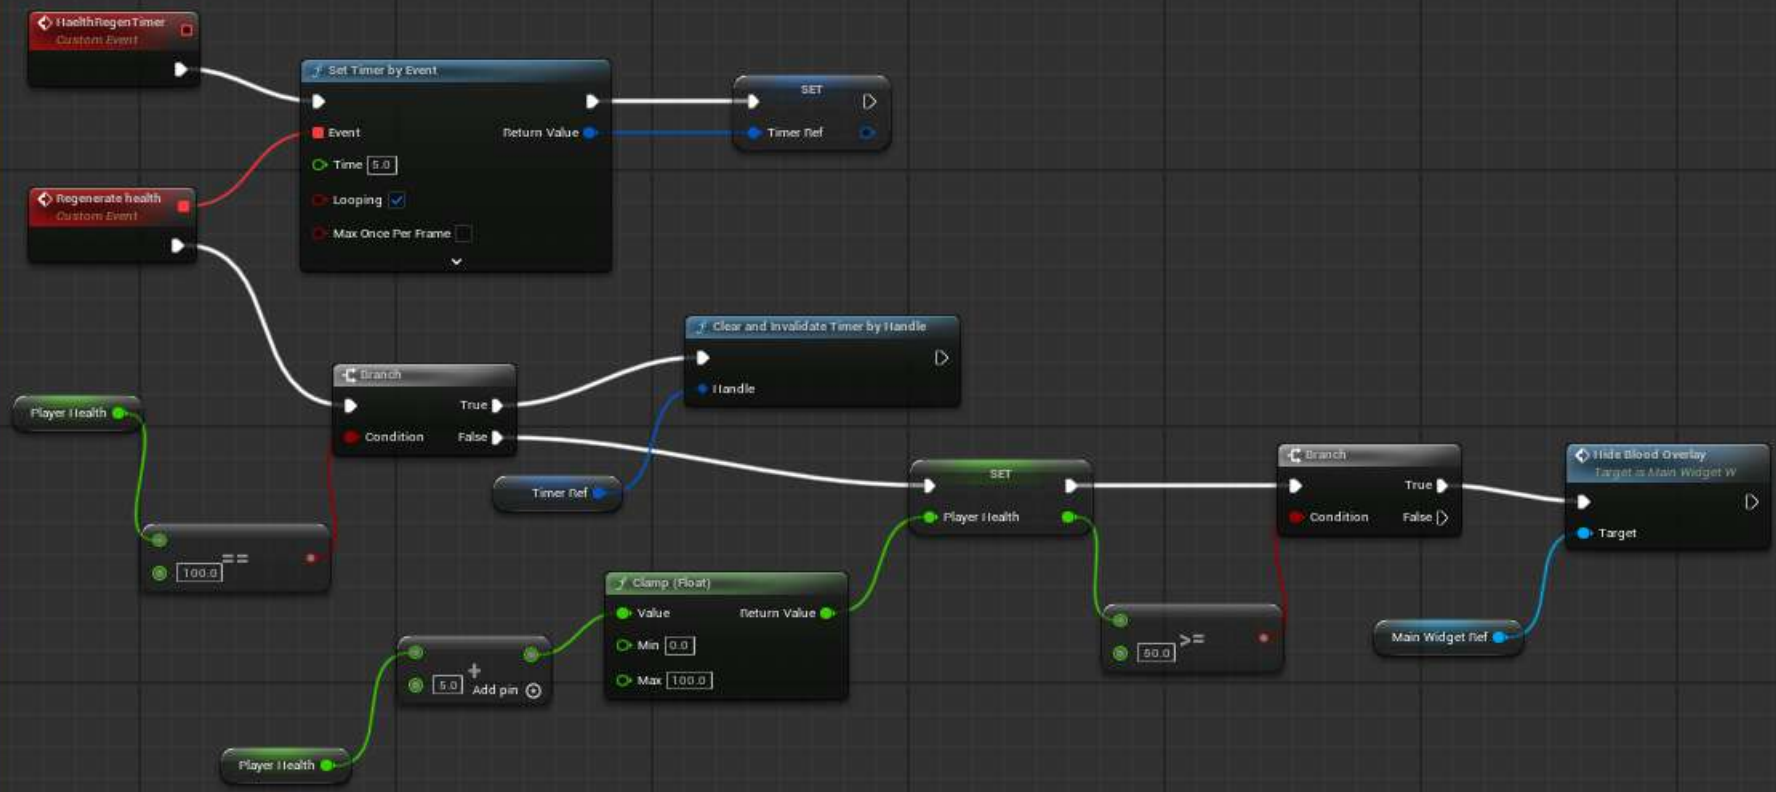 HaelthRegenTimer
Custom Event
Set Timer by Event
SET
Event
Return Value
Timer Ref
Time 5.0
Looping
Max Once Per Frame
Regenerate health
Custom Event
Clear and Invalidate Timer by Handle
Handle
Branch
True
Condition
False
Player Health
Timer Ref
100.0
==
SET
Player Health
Branch
True
Condition
False
Hide Blood Overlay
Target is Main Widget W
Target
Clamp (Float)
Value
Return Value
Min 0.0
Max 100.0
+
5.0
Add pin
>=
50.0
Main Widget Ref
Player Health